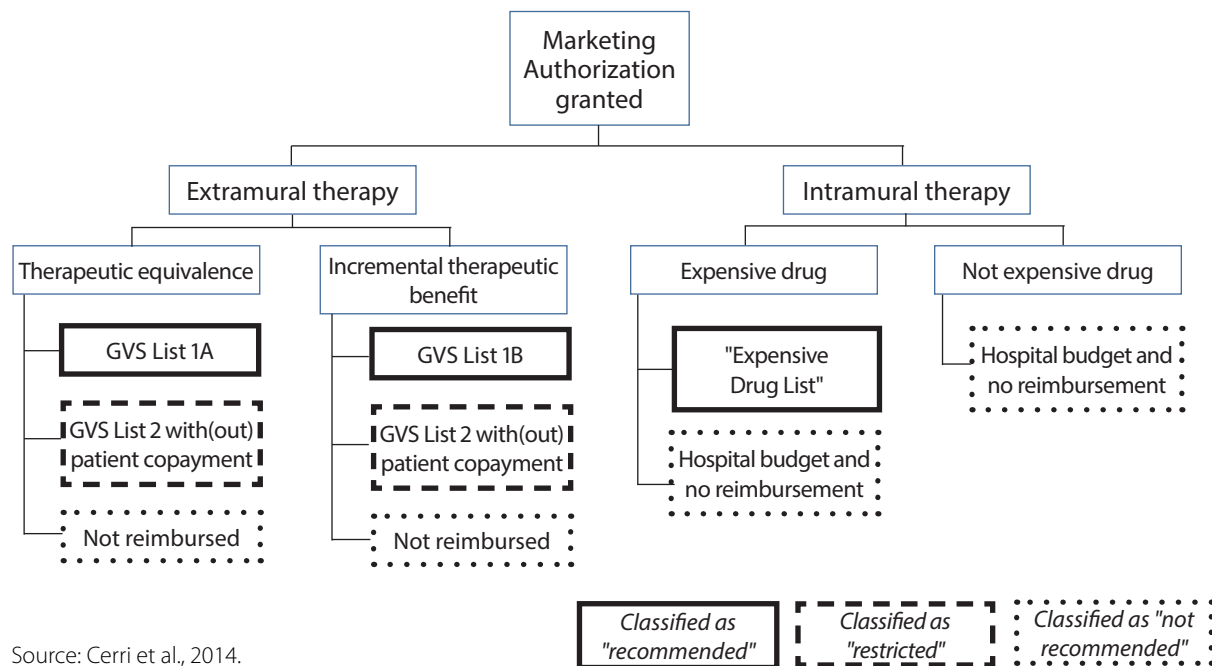 Marketing
Authorization
granted
Extramural therapy
Intramural therapy
Therapeutic equivalence
Incremental therapeutic
benefit
Expensive drug
Not expensive drug
GVS List 1A
GVS List 1B
"Expensive
Drug List"
Hospital budget and
no reimbursement
GVS List 2 with(out)
patient copayment
GVS List 2 with(out)
patient copayment
Hospital budget and
no reimbursement
Not reimbursed
Not reimbursed
Classified as
"recommended"
Classified as
"restricted"
Classified as "not
recommended"
Source: Cerri et al., 2014.